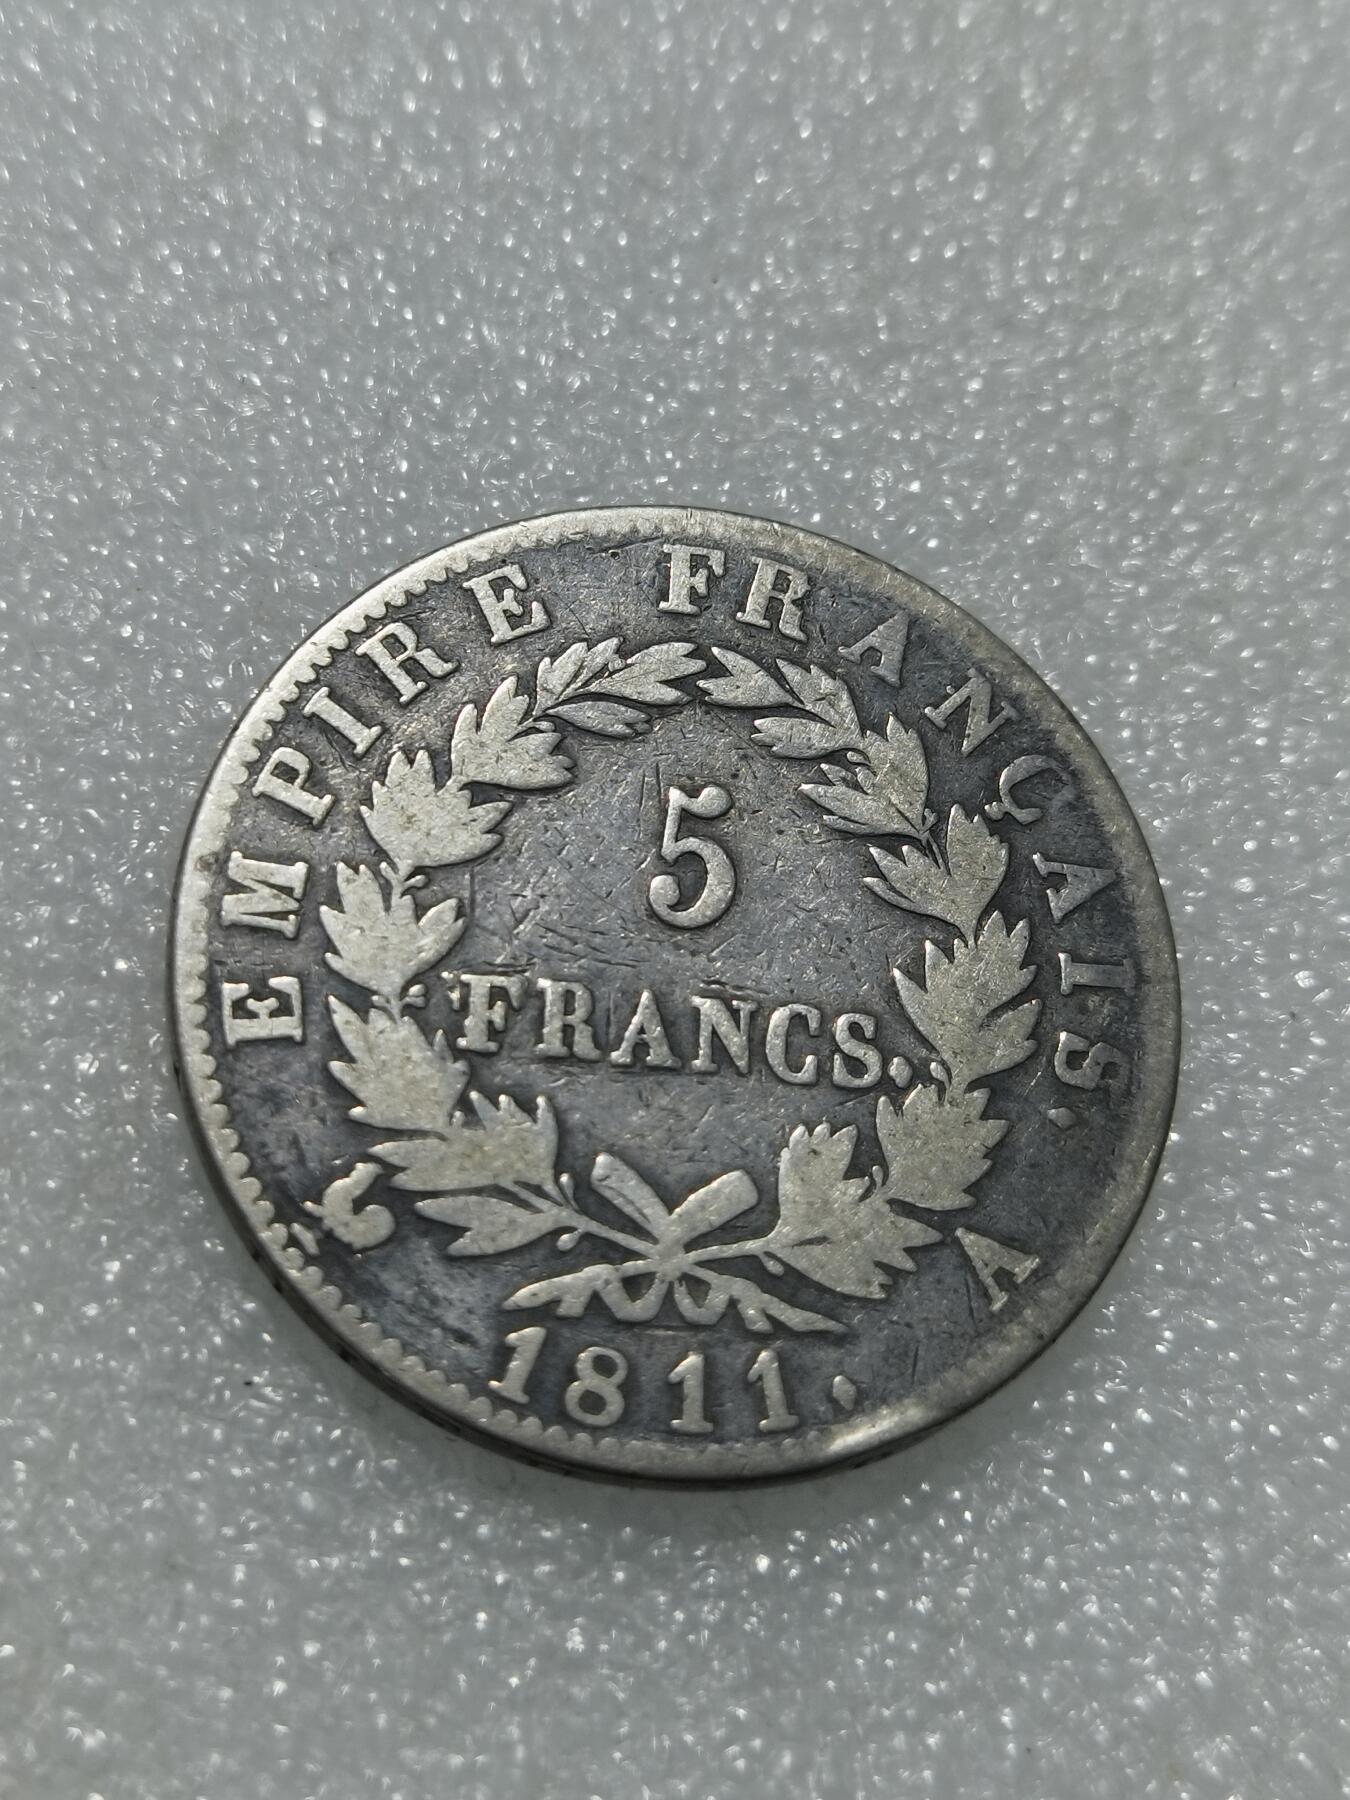 EMPIRE FRANÇAIS.
5
FRANCS.
A
1811.